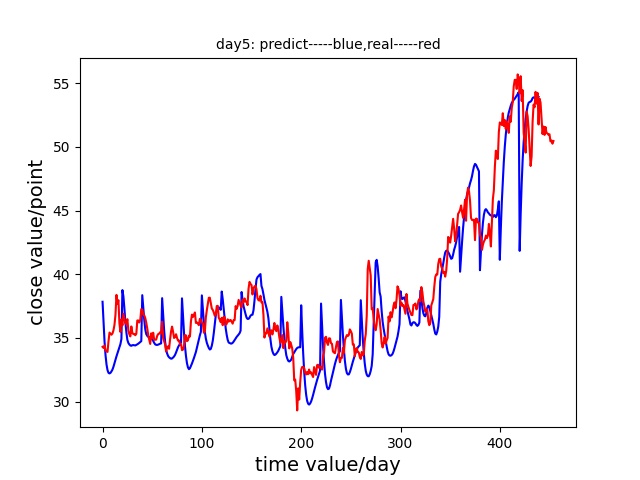 day5: predict-----blue,real-----red
55
50
45
40
35
30
close value/point
0 100 200 300 400
time value/day